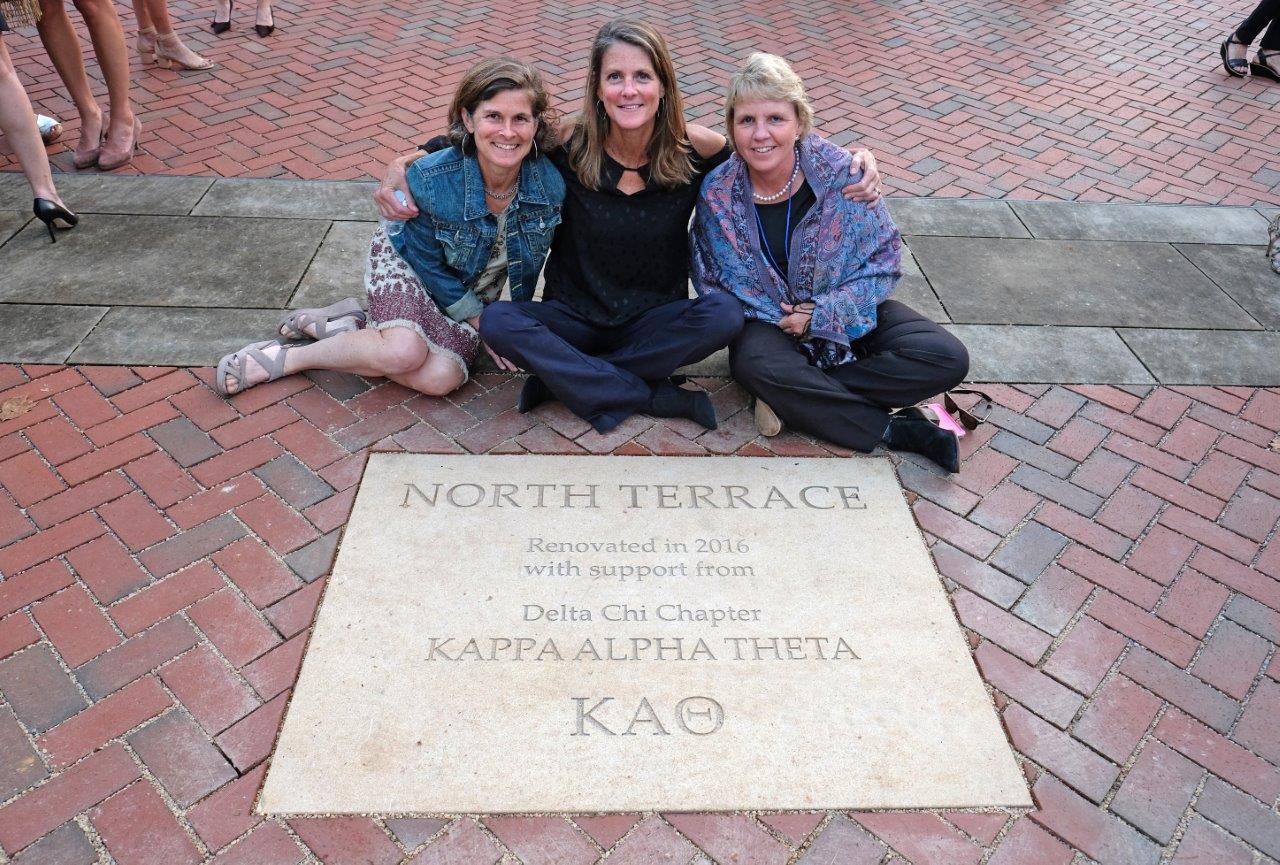 NORTH TERRACE
Renovated in 2016
with support from
Delta Chi Chapter
KAPPA ALPHA THETA
ΚΑΘ